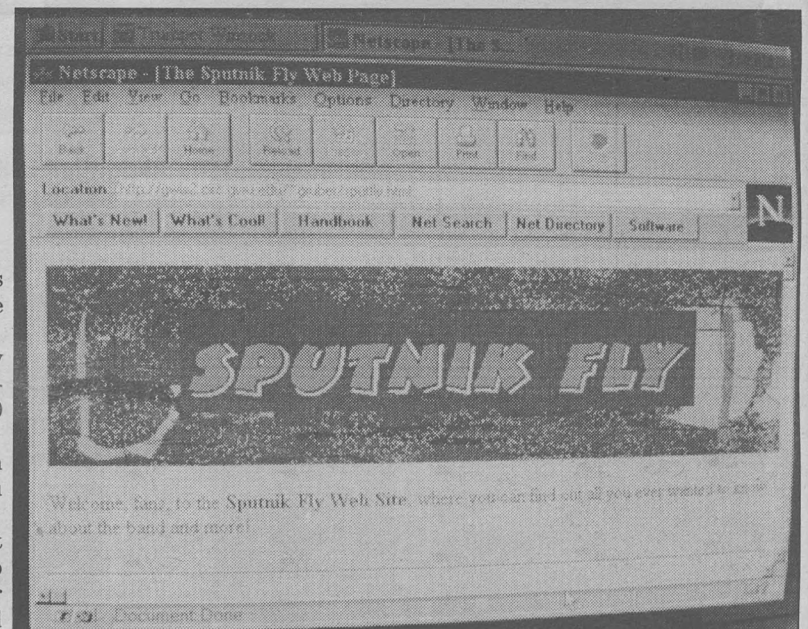 Start Trumpet Winsock Netscape - [The S...
Netscape - [The Sputnik Fly Web Page]
File Edit View Go Bookmarks Options Directory Window Help
Back Home Reload Open Print Find
Location:
What's New! What's Cool! Handbook Net Search Net Directory Software
N
SPUTNIK FLY
Welcome, fans, to the Sputnik Fly Web Site, where you can find out all you ever wanted to know
about the band and more!
Document Done